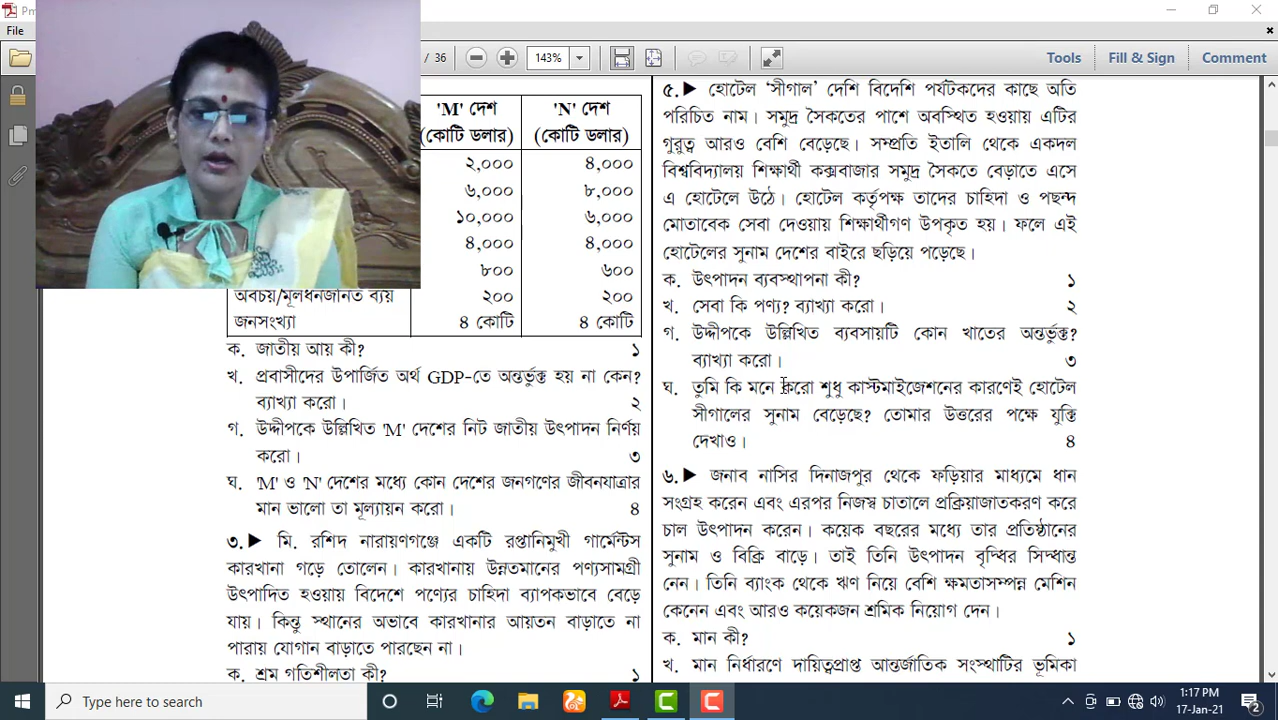 File
/ 36
143%
Tools
Fill & Sign
Comment
'M' দেশ
(কোটি ডলার)
'N' দেশ
(কোটি ডলার)
২,০০০ ৪,০০০
৬,০০০ ৮,০০০
১০,০০০ ৬,০০০
৪,০০০ ৪,০০০
৮০০ ৬০০
অবচয়/মূলধনজনিত ব্যয় ২০০ ২০০
জনসংখ্যা ৪ কোটি ৪ কোটি
ক. জাতীয় আয় কী? ১
খ. প্রবাসীদের উপার্জিত অর্থ GDP-তে অন্তর্ভুক্ত হয় না কেন?
ব্যাখ্যা করো। ২
গ. উদ্দীপকে উল্লিখিত 'M' দেশের নিট জাতীয় উৎপাদন নির্ণয়
করো। ৩
ঘ. 'M' ও 'N' দেশের মধ্যে কোন দেশের জনগণের জীবনযাত্রার
মান ভালো তা মূল্যায়ন করো। ৪
৩.▶ মি. রশিদ নারায়ণগঞ্জে একটি রপ্তানিমুখী গার্মেন্টস
কারখানা গড়ে তোলেন। কারখানায় উন্নতমানের পণ্যসামগ্রী
উৎপাদিত হওয়ায় বিদেশে পণ্যের চাহিদা ব্যাপকভাবে বেড়ে
যায়। কিন্তু স্থানের অভাবে কারখানার আয়তন বাড়াতে না
পারায় যোগান বাড়াতে পারছেন না।
ক. শ্রম গতিশীলতা কী? ১
৫.▶ হোটেল ‘সীগাল’ দেশি বিদেশি পর্যটকদের কাছে অতি
পরিচিত নাম। সমুদ্র সৈকতের পাশে অবস্থিত হওয়ায় এটির
গুরুত্ব আরও বেশি বেড়েছে। সম্প্রতি ইতালি থেকে একদল
বিশ্ববিদ্যালয় শিক্ষার্থী কক্সবাজার সমুদ্র সৈকতে বেড়াতে এসে
এ হোটেলে উঠে। হোটেল কর্তৃপক্ষ তাদের চাহিদা ও পছন্দ
মোতাবেক সেবা দেওয়ায় শিক্ষার্থীগণ উপকৃত হয়। ফলে এই
হোটেলের সুনাম দেশের বাইরে ছড়িয়ে পড়েছে।
ক. উৎপাদন ব্যবস্থাপনা কী? ১
খ. সেবা কি পণ্য? ব্যাখ্যা করো। ২
গ. উদ্দীপকে উল্লিখিত ব্যবসায়টি কোন খাতের অন্তর্ভুক্ত?
ব্যাখ্যা করো। ৩
ঘ. তুমি কি মনে করো শুধু কাস্টমাইজেশনের কারণেই হোটেল
সীগালের সুনাম বেড়েছে? তোমার উত্তরের পক্ষে যুক্তি
দেখাও। ৪
৬.▶ জনাব নাসির দিনাজপুর থেকে ফড়িয়ার মাধ্যমে ধান
সংগ্রহ করেন এবং এরপর নিজস্ব চাতালে প্রক্রিয়াজাতকরণ করে
চাল উৎপাদন করেন। কয়েক বছরের মধ্যে তার প্রতিষ্ঠানের
সুনাম ও বিক্রি বাড়ে। তাই তিনি উৎপাদন বৃদ্ধির সিদ্ধান্ত
নেন। তিনি ব্যাংক থেকে ঋণ নিয়ে বেশি ক্ষমতাসম্পন্ন মেশিন
কেনেন এবং আরও কয়েকজন শ্রমিক নিয়োগ দেন।
ক. মান কী? ১
খ. মান নির্ধারণে দায়িত্বপ্রাপ্ত আন্তর্জাতিক সংস্থাটির ভূমিকা
Type here to search
1:17 PM
17-Jan-21
2